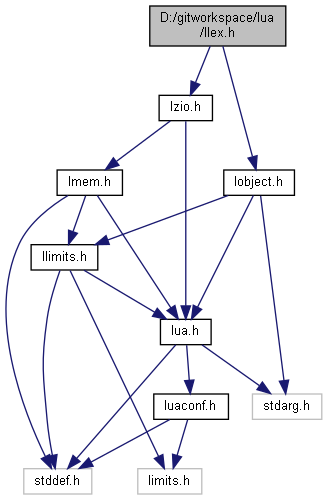 D:/gitworkspace/lua
/llex.h
lzio.h
lmem.h
lobject.h
llimits.h
lua.h
luaconf.h
stdarg.h
stddef.h
limits.h